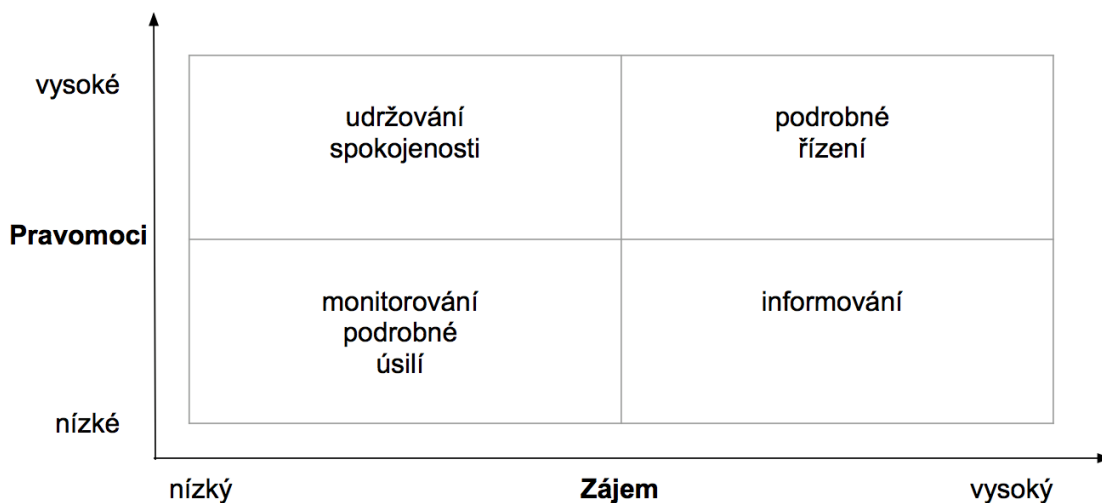 vysoké
udržování
spokojenosti
podrobné
řízení
Pravomoci
monitorování
podrobné
úsilí
informování
nízké
nízký
Zájem
vysoký